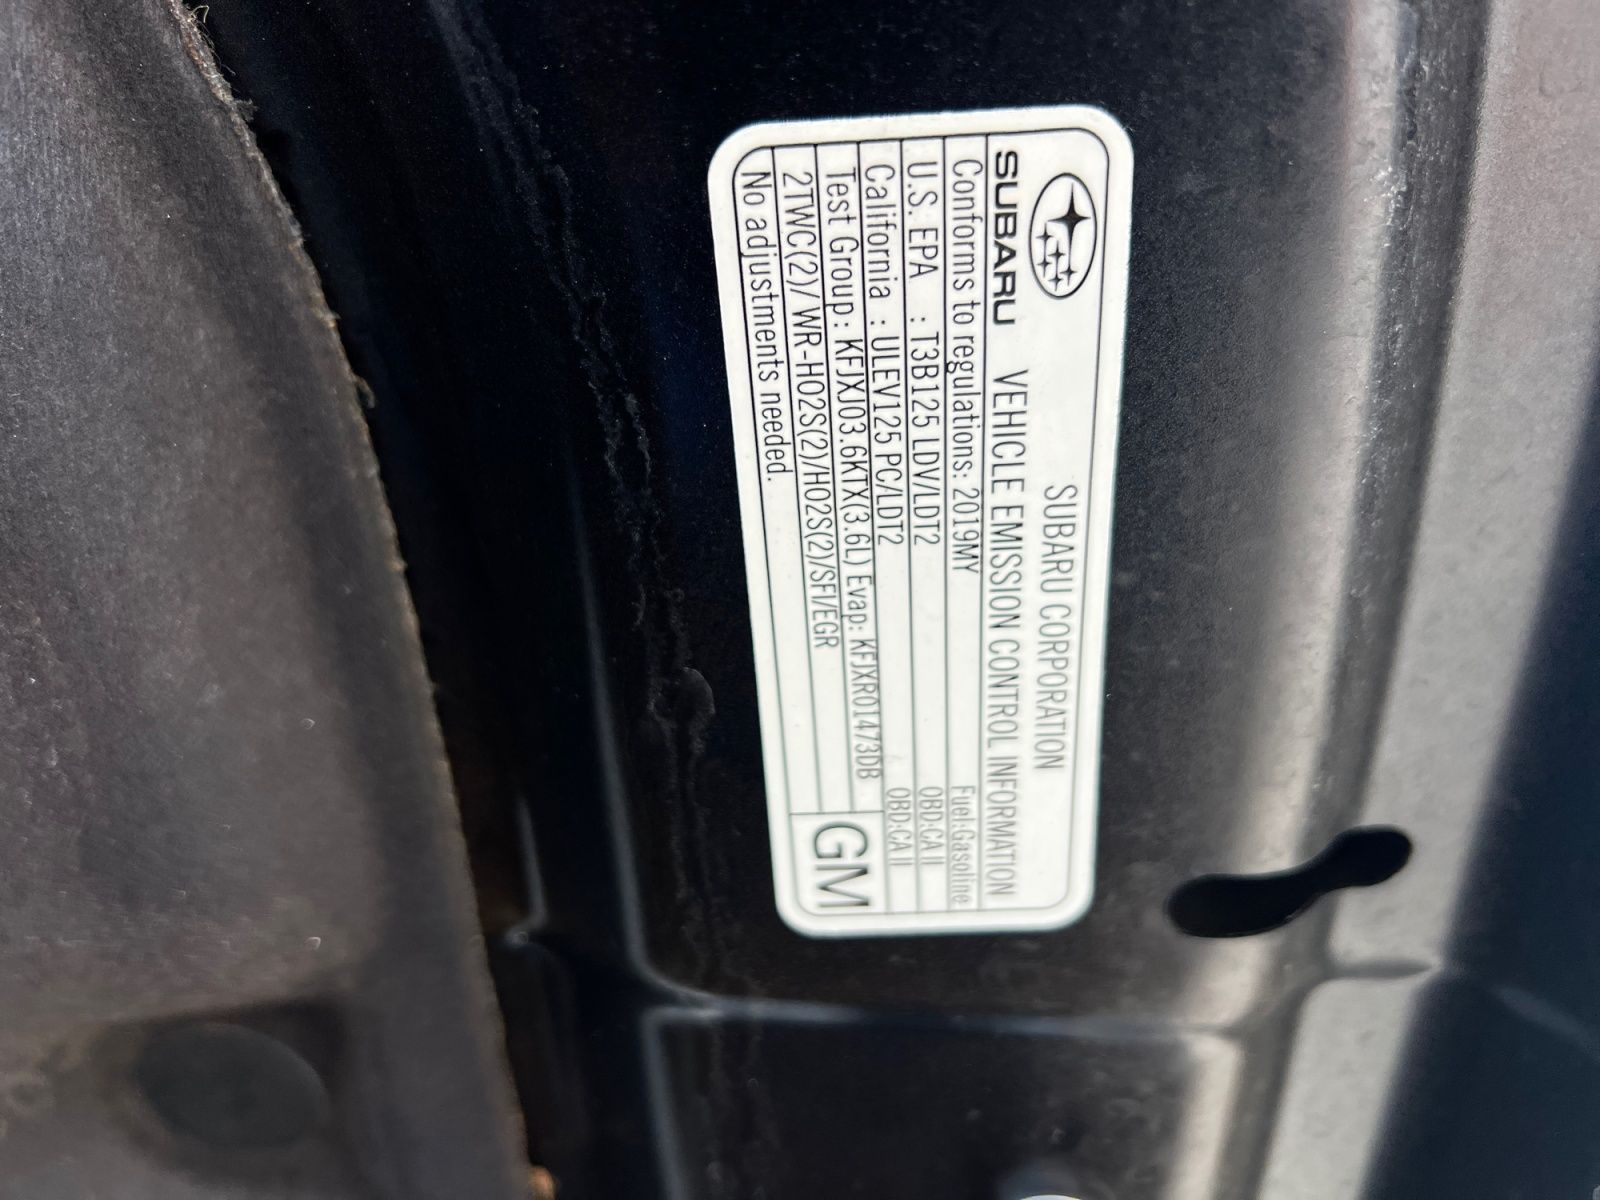 SUBARU CORPORATION
SUBARU VEHICLE EMISSION CONTROL INFORMATION
Conforms to regulations: 2019MY Fuel:Gasoline
U.S. EPA : T3B125 LDV/LDT2 OBD:CA II
California : ULEV125 PC/LDT2 OBD:CA II
Test Group: KFJXJ03.6KTX(3.6L) Evap: KFJXR01473DB
2TWC(2)/ WR-HO2S(2)/HO2S(2)/SFI/EGR
No adjustments needed.
GM